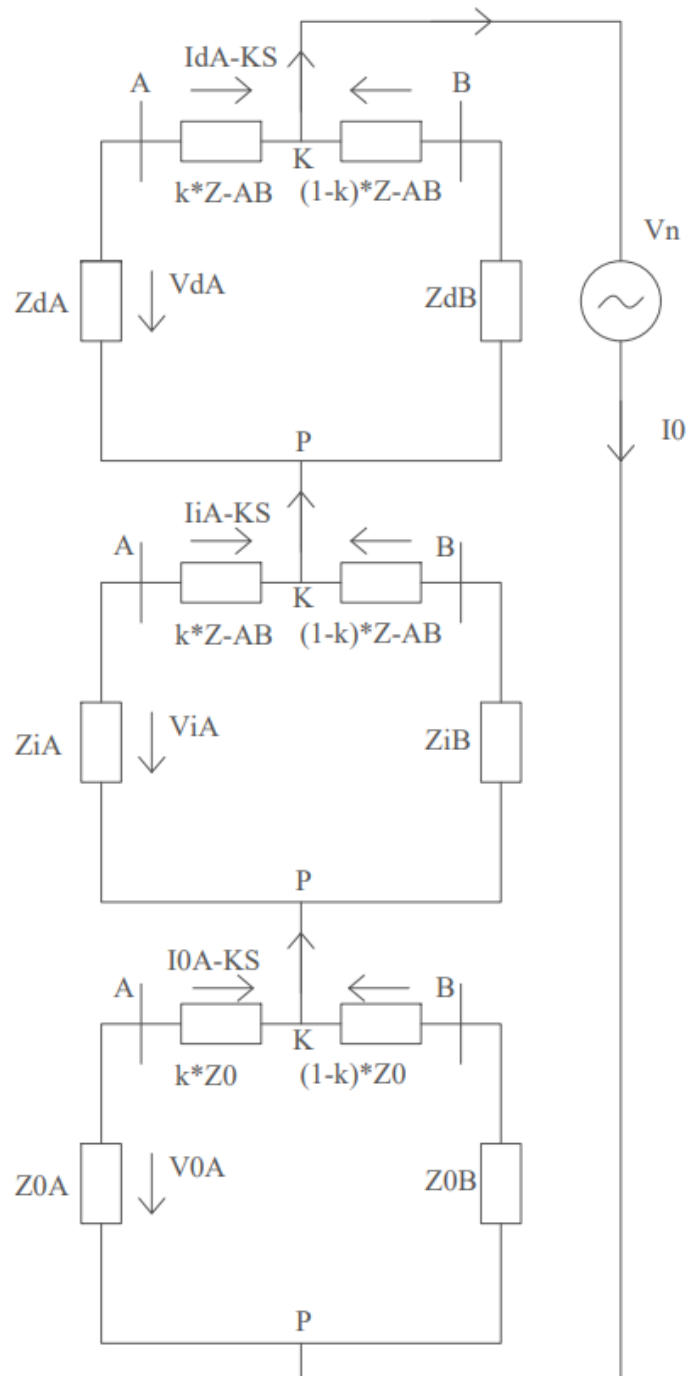 IdA-KS
A
B
K
k*Z-AB
(1-k)*Z-AB
Vn
VdA
ZdA
ZdB
P
I0
IiA-KS
A
B
K
k*Z-AB
(1-k)*Z-AB
ViA
ZiA
ZiB
P
I0A-KS
A
B
K
k*Z0
(1-k)*Z0
V0A
Z0A
Z0B
P